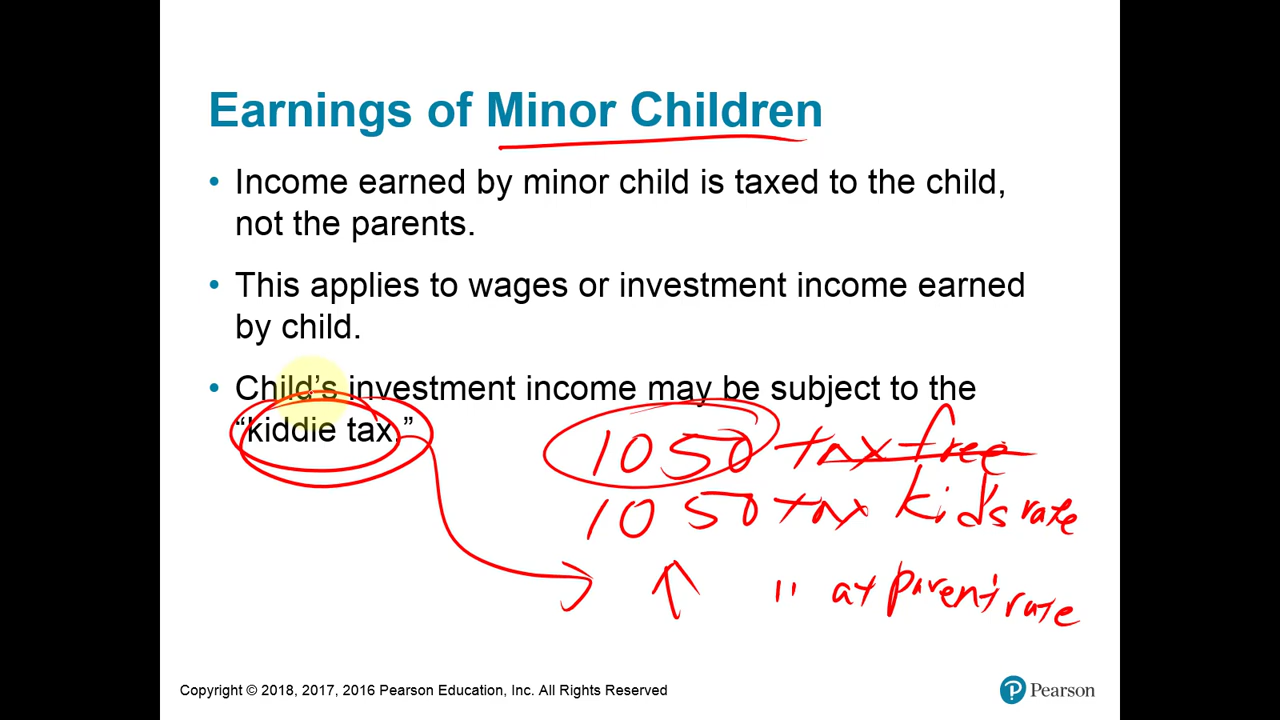 Earnings of Minor Children
• Income earned by minor child is taxed to the child,
not the parents.
• This applies to wages or investment income earned
by child.
• Child’s investment income may be subject to the
“kiddie tax.”
1050 tax free
1050 tax kid's rate
↑ " at parent rate
Copyright © 2018, 2017, 2016 Pearson Education, Inc. All Rights Reserved
P Pearson